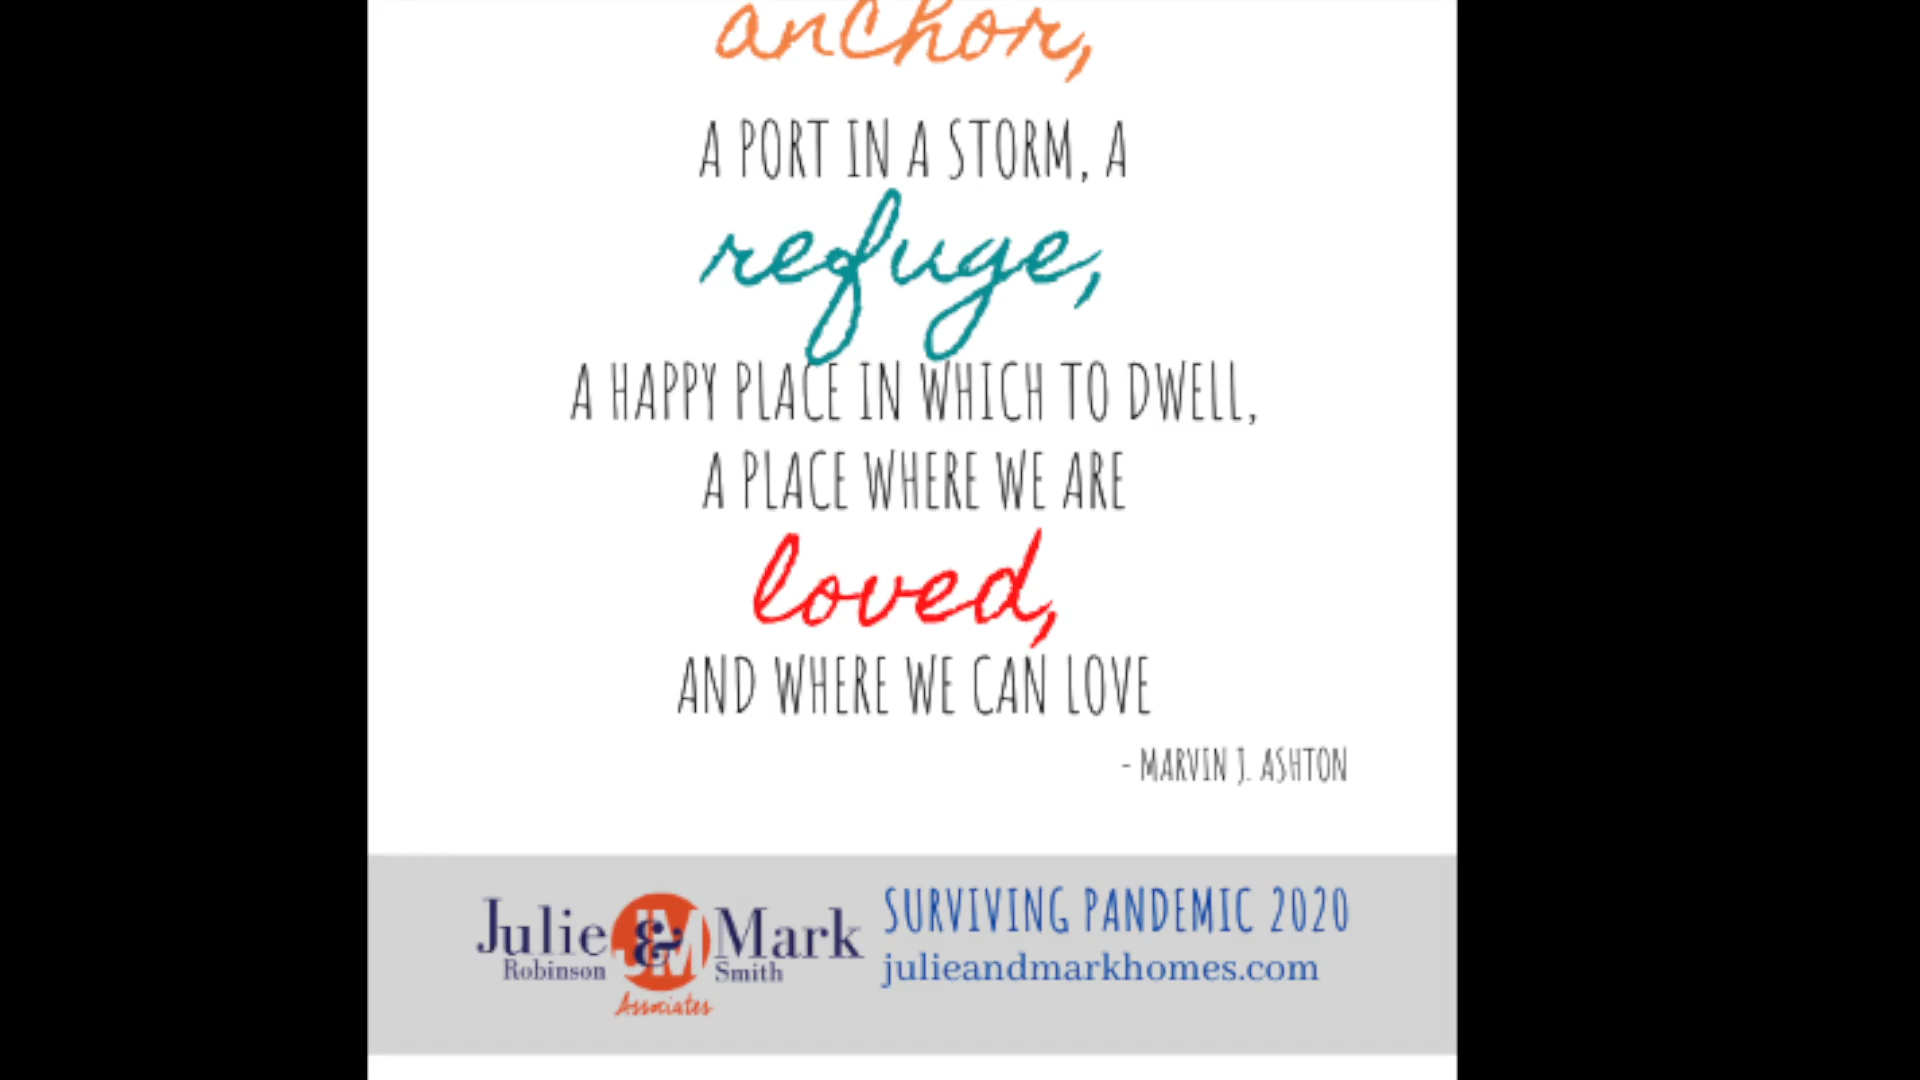 anchor,
A PORT IN A STORM, A
refuge,
A HAPPY PLACE IN WHICH TO DWELL,
A PLACE WHERE WE ARE
loved,
AND WHERE WE CAN LOVE
- MARVIN J. ASHTON
Julie & Mark
Robinson JM Smith
Associates
SURVIVING PANDEMIC 2020
julieandmarkhomes.com